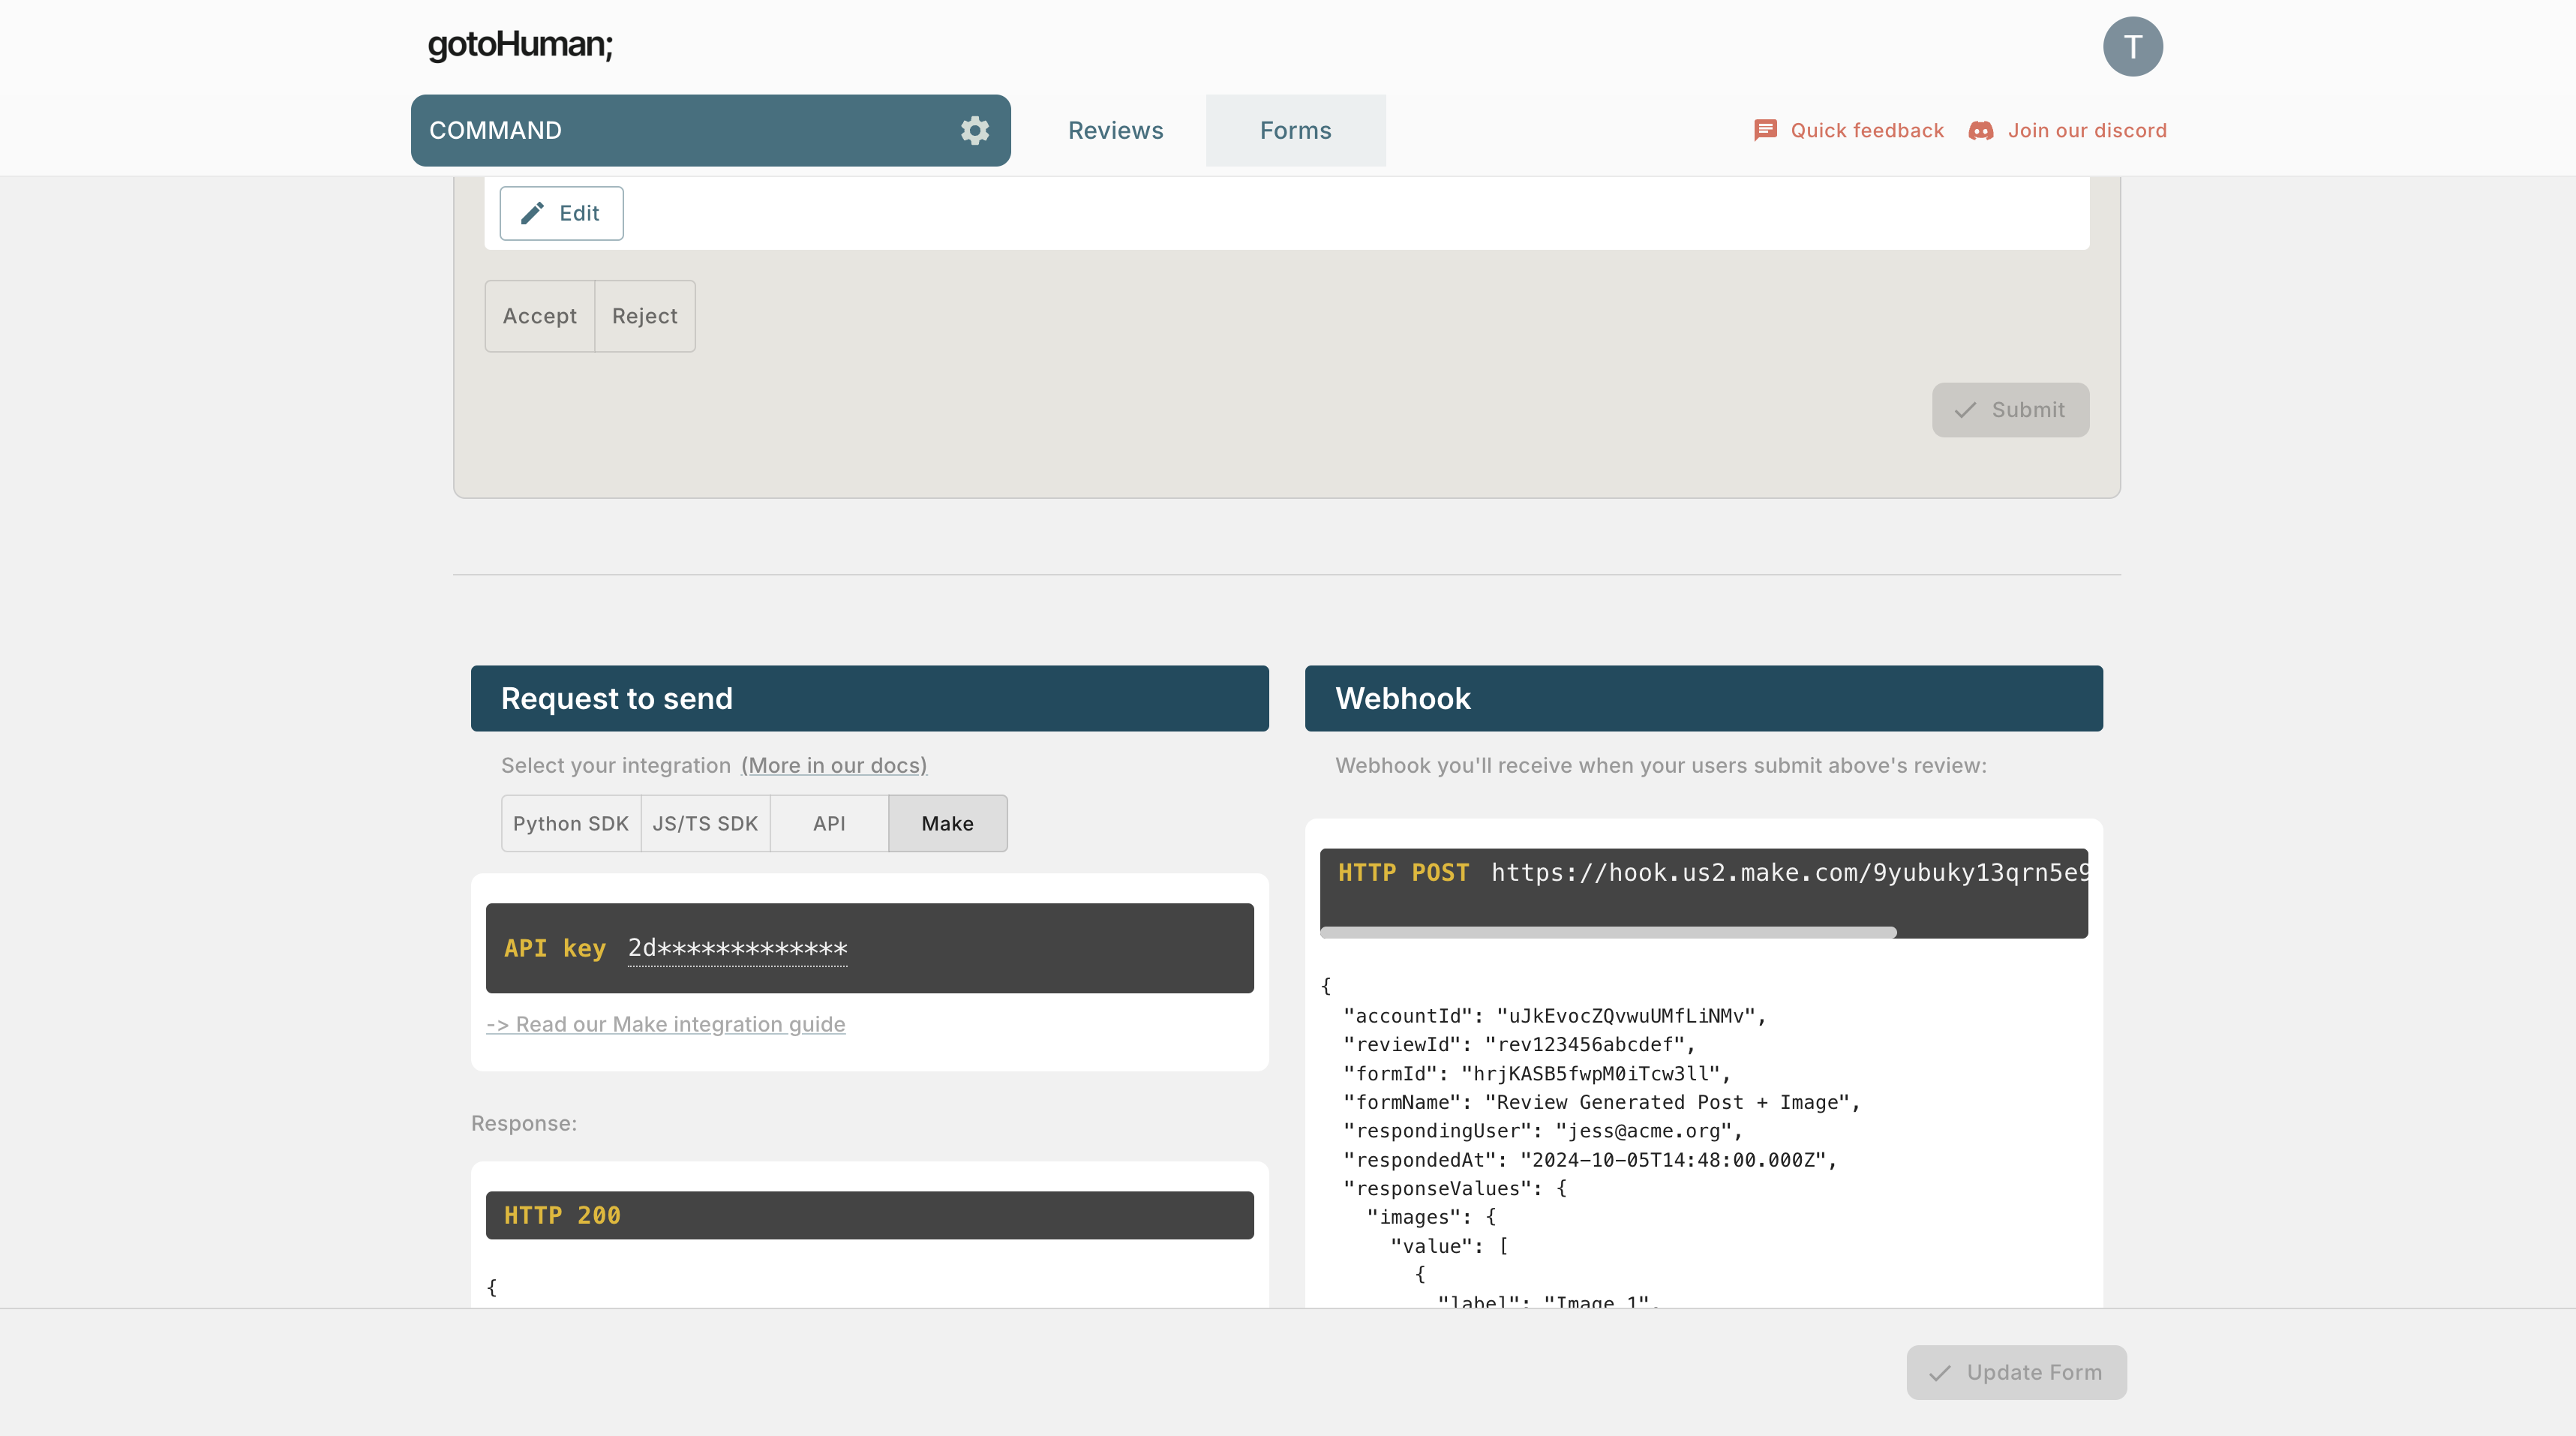 gotoHuman;
T
COMMAND
Reviews
Forms
Quick feedback
Join our discord
Edit
Accept
Reject
Submit
Request to send
Select your integration (More in our docs)
Python SDK
JS/TS SDK
API
Make
API key 2d*************
-> Read our Make integration guide
Response:
HTTP 200
{
Webhook
Webhook you'll receive when your users submit above's review:
HTTP POST https://hook.us2.make.com/9yubuky13qrn5e9
{
"accountId": "uJkEvocZQvwuUMfLiNMv",
"reviewId": "rev123456abcdef",
"formId": "hrjKASB5fwpM0iTcw3ll",
"formName": "Review Generated Post + Image",
"respondingUser": "jess@acme.org",
"respondedAt": "2024-10-05T14:48:00.000Z",
"responseValues": {
"images": {
"value": [
{
"label": "Image 1",
Update Form